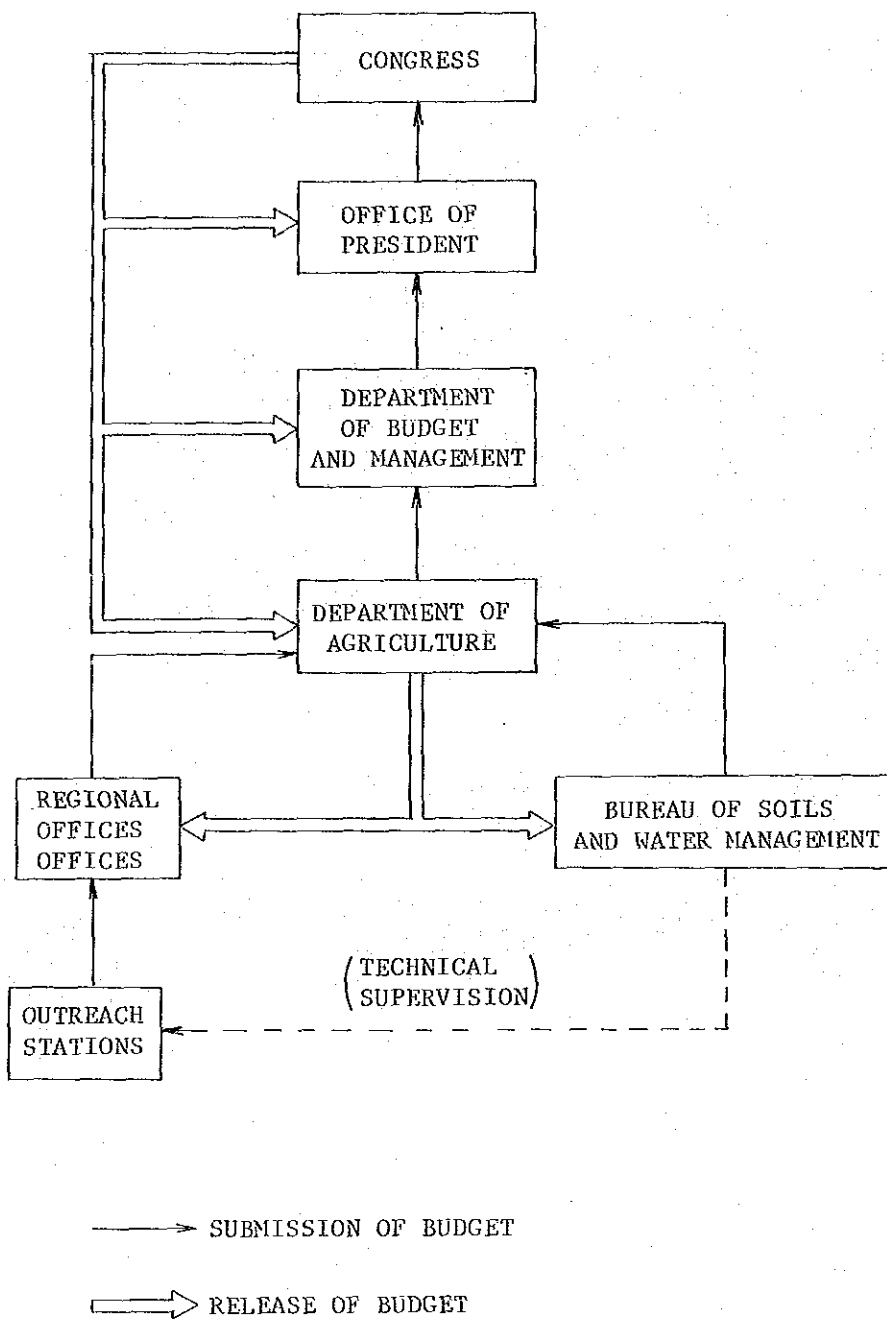 CONGRESS
OFFICE OF
PRESIDENT
DEPARTMENT
OF BUDGET
AND MANAGEMENT
DEPARTMENT OF
AGRICULTURE
REGIONAL
OFFICES
OFFICES
BUREAU OF SOILS
AND WATER MANAGEMENT
(TECHNICAL
SUPERVISION)
OUTREACH
STATIONS
SUBMISSION OF BUDGET
RELEASE OF BUDGET